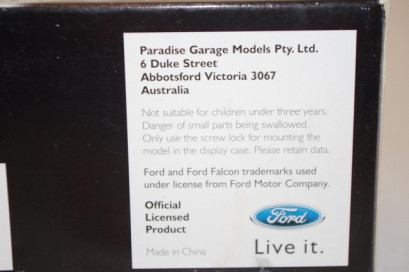 Paradise Garage Models Pty. Ltd.
6 Duke Street
Abbotsford Victoria 3067
Australia
Not suitable for children under three years.
Danger of small parts being swallowed.
Only use the screw lock for mounting the
model in the display case. Please retain data.
Ford and Ford Falcon trademarks used
under license from Ford Motor Company.
Official
Licensed
Product
Ford
Made in China
Live it.